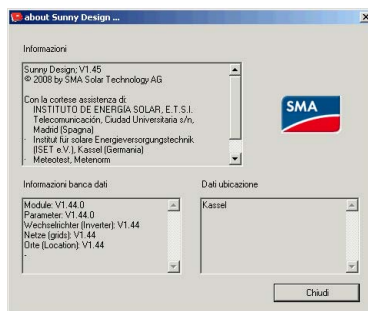 about Sunny Design ...
Informazioni
Sunny Design; V1.45
© 2008 by SMA Solar Technology AG
Con la cortese assistenza di:
INSTITUTO DE ENERGÍA SOLAR, E.T.S.I.
Telecomunicación, Ciudad Universitaria s/n,
Madrid (Spagna)
- Institut für solare Energieversorgungstechnik
(ISET e.V.), Kassel (Germania)
- Meteotest, Metenorm
SMA
Informazioni banca dati
Module: V1.44.0
Parameter: V1.44.0
Wechselrichter (Inverter): V1.44
Netze (grids): V1.44
Orte (Location): V1.44
-
Dati ubicazione
Kassel
Chiudi